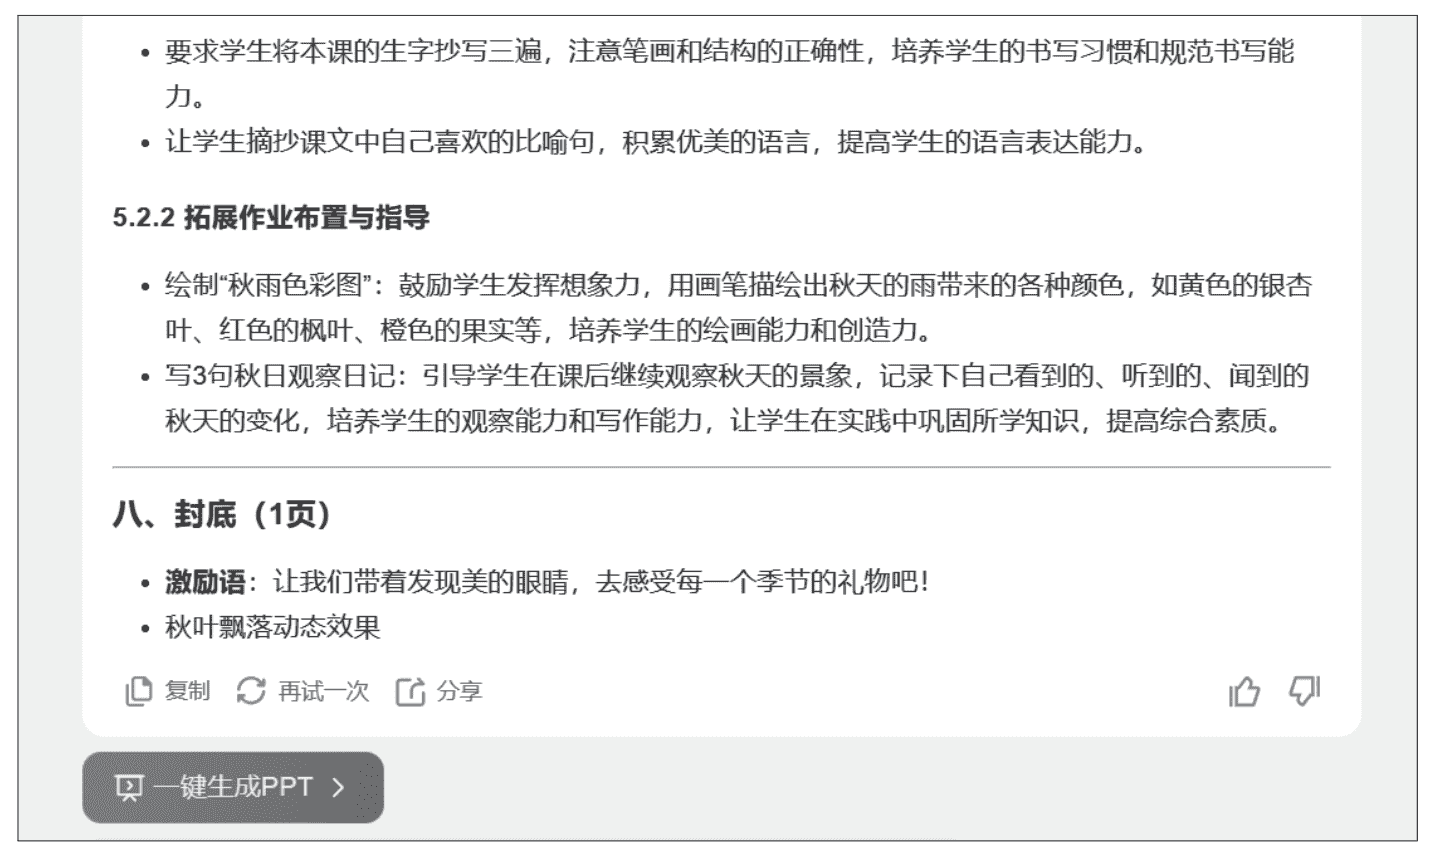 • 要求学生将本课的生字抄写三遍，注意笔画和结构的正确性，培养学生的书写习惯和规范书写能
力。
• 让学生摘抄课文中自己喜欢的比喻句，积累优美的语言，提高学生的语言表达能力。
5.2.2 拓展作业布置与指导
• 绘制“秋雨色彩图”：鼓励学生发挥想象力，用画笔描绘出秋天的雨带来的各种颜色，如黄色的银杏
叶、红色的枫叶、橙色的果实等，培养学生的绘画能力和创造力。
• 写3句秋日观察日记：引导学生在课后继续观察秋天的景象，记录下自己看到的、听到的、闻到的
秋天的变化，培养学生的观察能力和写作能力，让学生在实践中巩固所学知识，提高综合素质。
八、封底（1页）
• 激励语：让我们带着发现美的眼睛，去感受每一个季节的礼物吧！
• 秋叶飘落动态效果
复制 再试一次 分享
一键生成PPT >